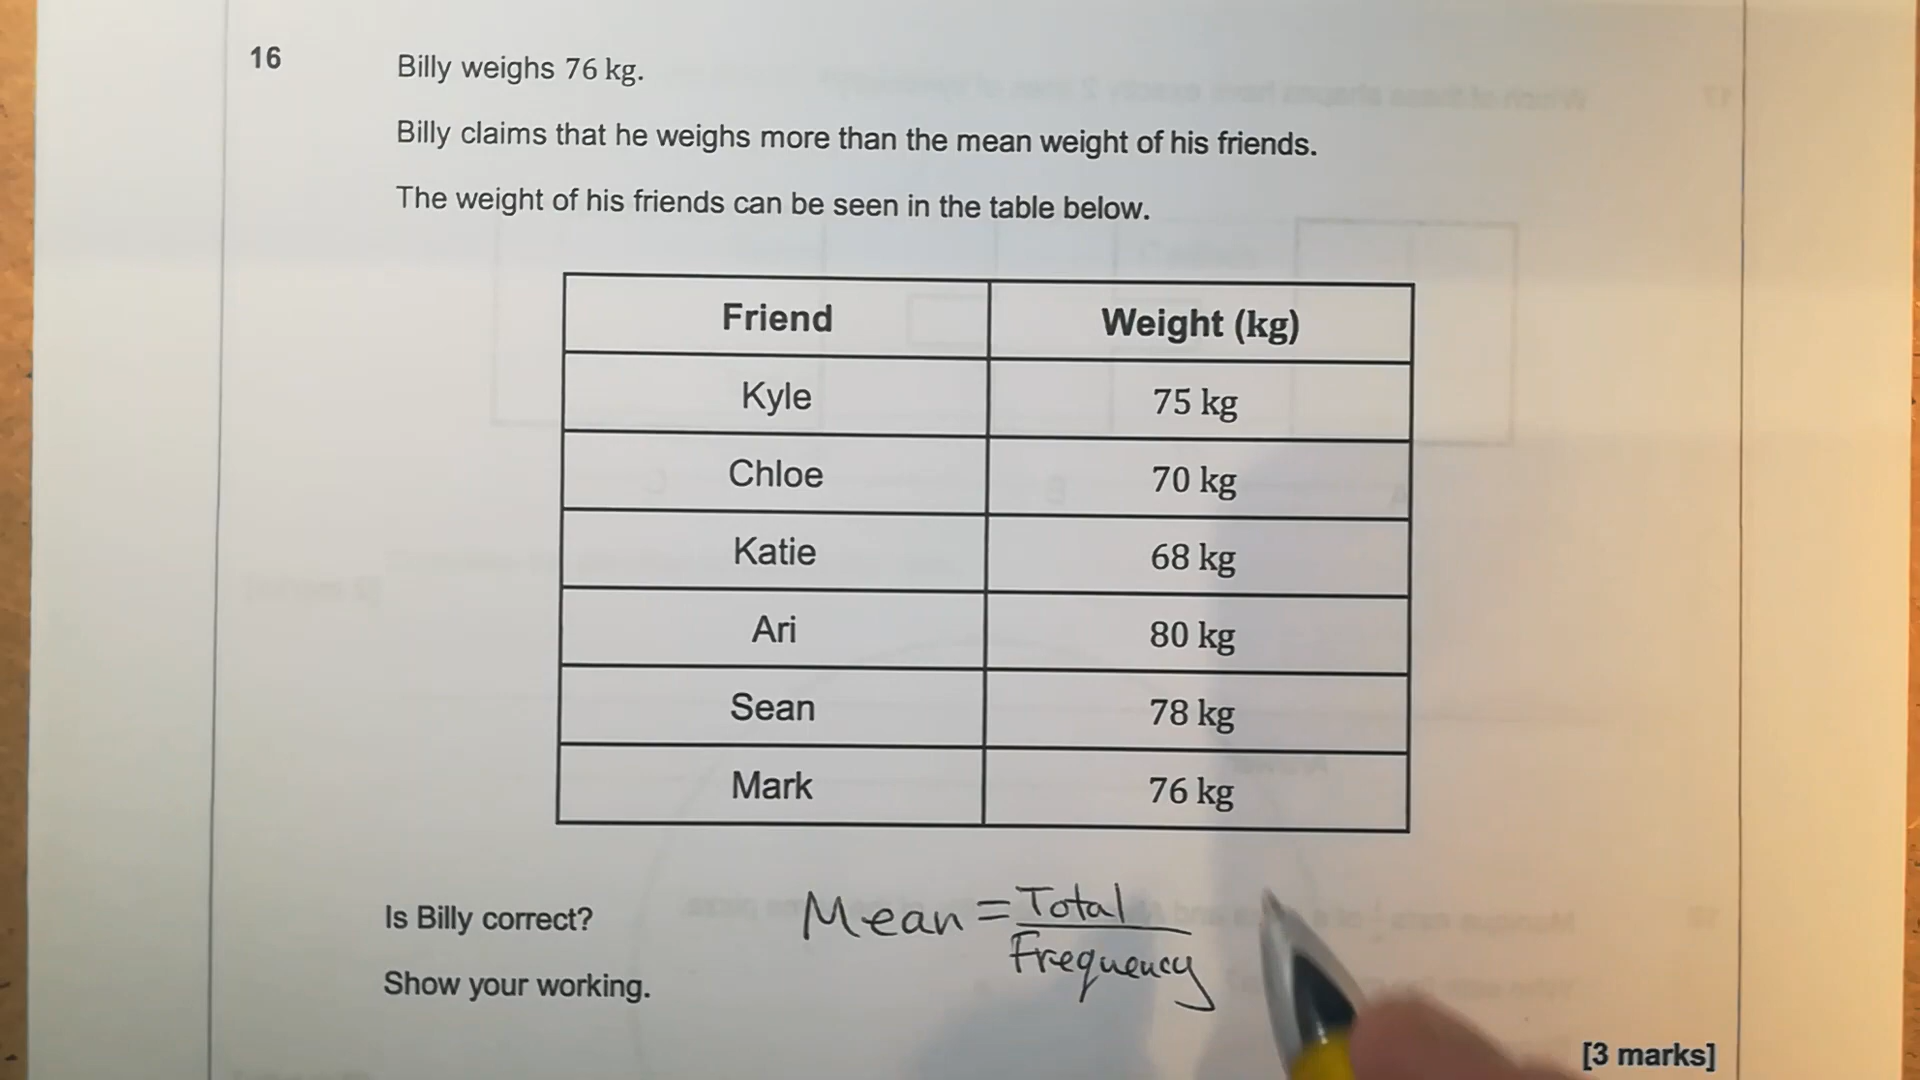 16
Billy weighs 76 kg.
Billy claims that he weighs more than the mean weight of his friends.
The weight of his friends can be seen in the table below.
Friend Weight (kg)
Kyle 75 kg
Chloe 70 kg
Katie 68 kg
Ari 80 kg
Sean 78 kg
Mark 76 kg
Is Billy correct?
Mean = Total
Frequency
Show your working.
[3 marks]